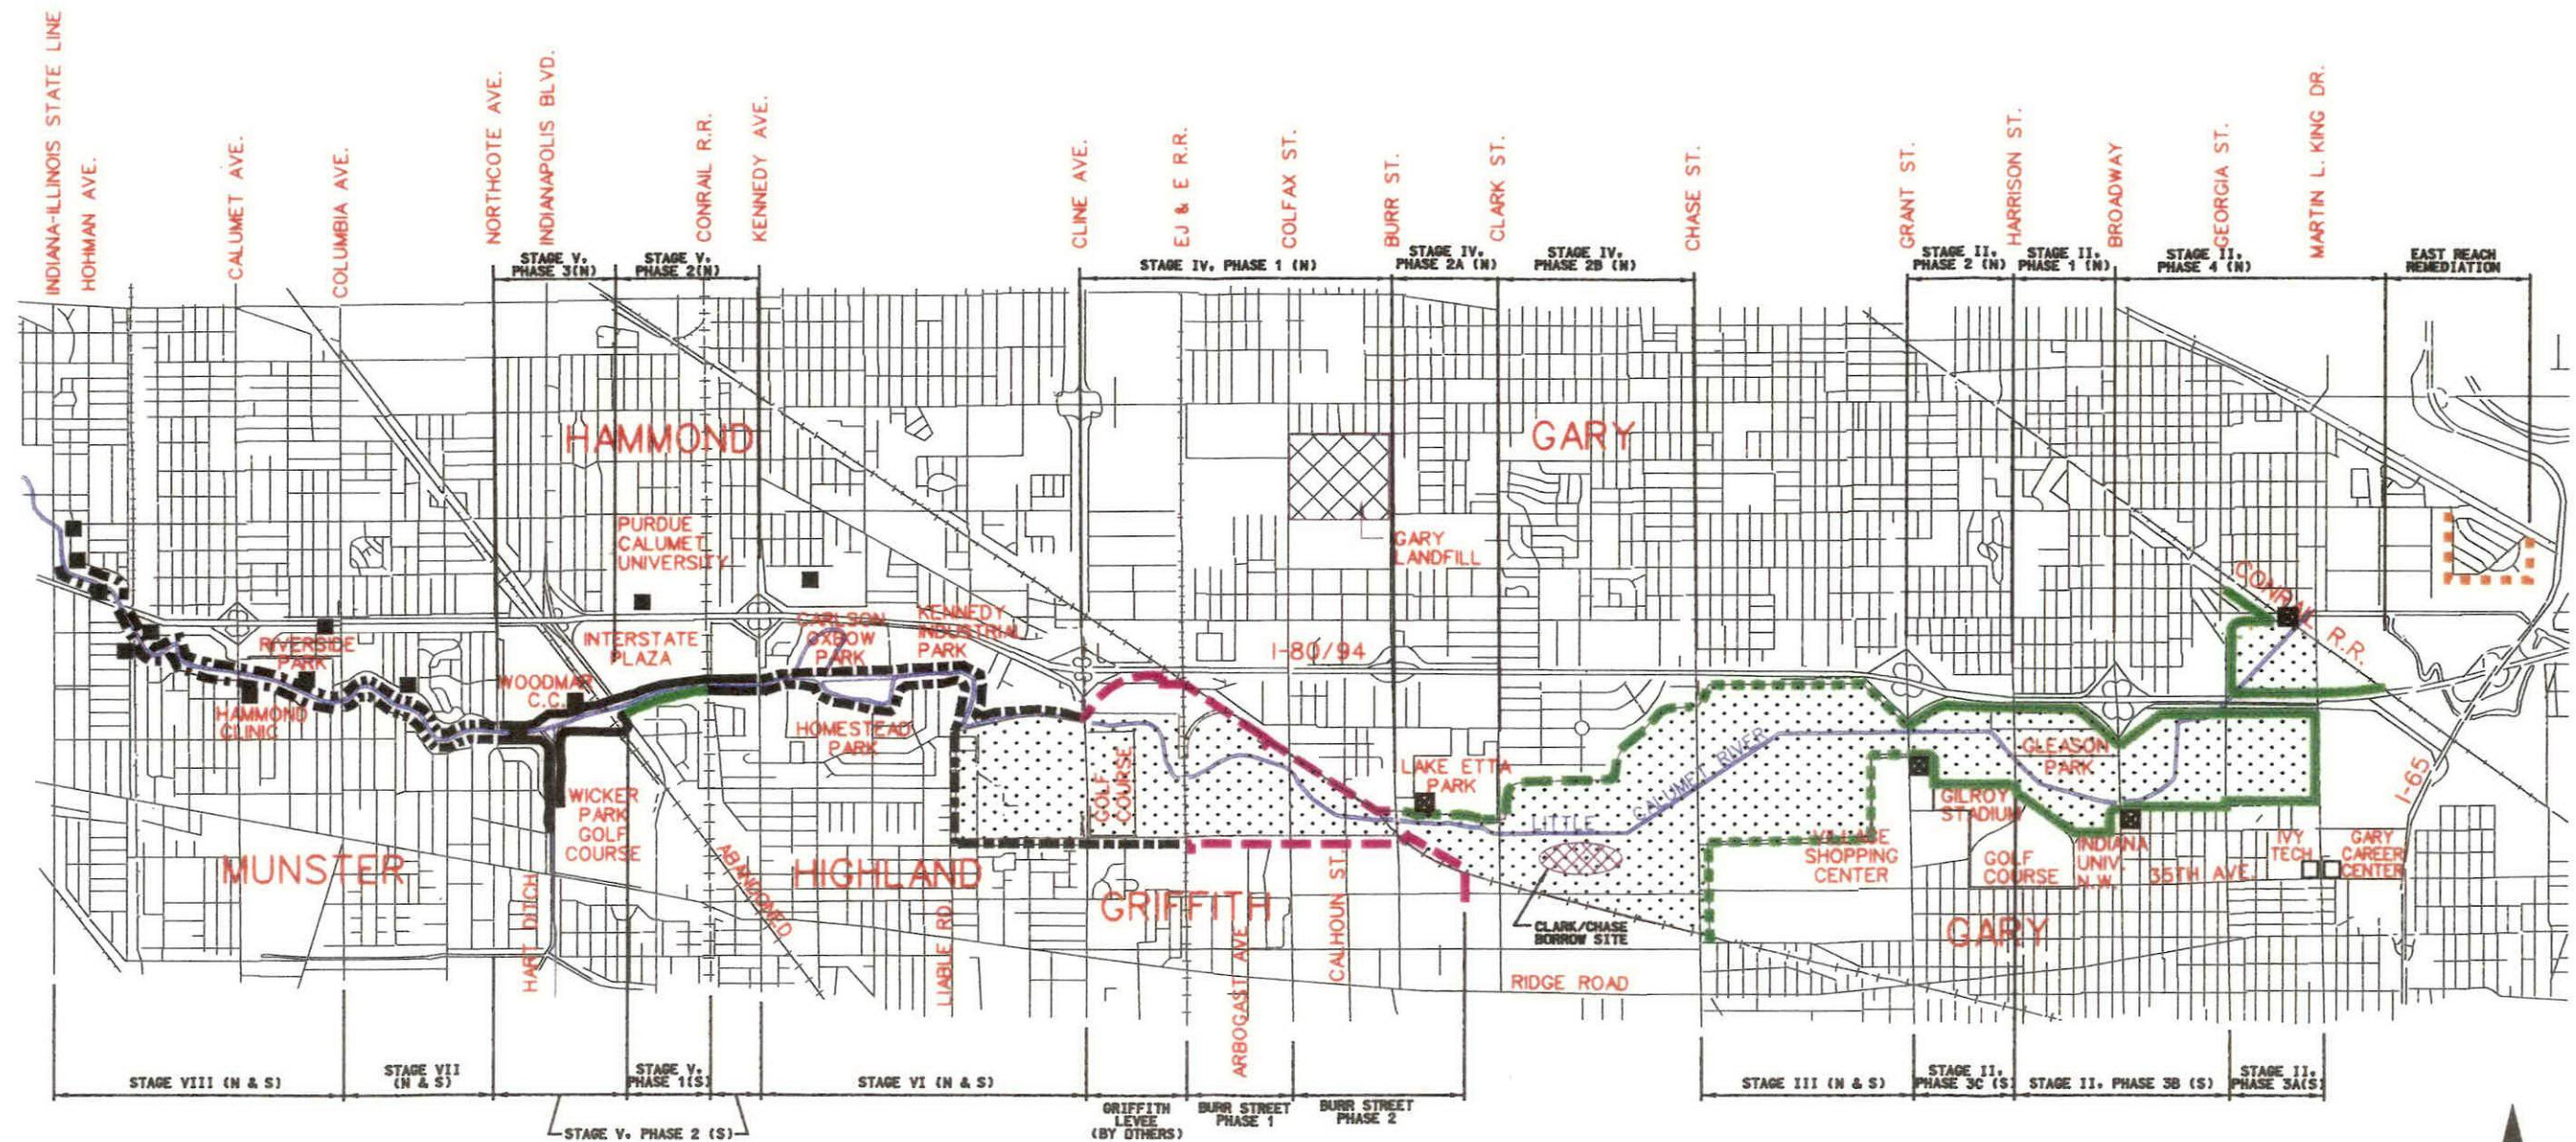 INDIANA-ILLINOIS STATE LINE
HOHMAN AVE.
CALUMET AVE.
COLUMBIA AVE.
NORTHCOTE AVE.
INDIANAPOLIS BLVD.
CONRAIL R.R.
KENNEDY AVE.
CLINE AVE.
EJ & E R.R.
COLFAX ST.
BURR ST.
CLARK ST.
CHASE ST.
GRANT ST.
HARRISON ST.
BROADWAY
GEORGIA ST.
MARTIN L. KING DR.
STAGE V.
PHASE 3(N)
STAGE V.
PHASE 2(N)
STAGE IV. PHASE 1 (N)
STAGE IV.
PHASE 2A (N)
STAGE IV.
PHASE 2B (N)
STAGE II.
PHASE 2 (N)
STAGE II.
PHASE 1 (N)
STAGE II.
PHASE 4 (N)
EAST REACH
REMEDIATION
HAMMOND
GARY
PURDUE
CALUMET
UNIVERSITY
GARY
LANDFILL
CONRAIL R.R.
RIVERSIDE
PARK
INTERSTATE
PLAZA
CARLSON
OXBOW
PARK
KENNEDY
INDUSTRIAL
PARK
I-80/94
WOODMAR
C.C.
HAMMOND
CLINIC
HOMESTEAD
PARK
GOLF
COURSE
LAKE ETTA
PARK
LITTLE CALUMET RIVER
GLEASON
PARK
GILROY
STADIUM
I-65
WICKER
PARK
GOLF
COURSE
MUNSTER
HART DITCH
ABANDONED
HIGHLAND
LIABLE RD.
GRIFFITH
ARBOGAST AVE
CALHOUN ST.
CLARK/CHASE
BORROW SITE
VILLAGE
SHOPPING
CENTER
GOLF
COURSE
INDIANA
UNIV.
N.W.
35TH AVE.
IVY
TECH
GARY
CAREER
CENTER
GARY
RIDGE ROAD
STAGE VIII (N & S)
STAGE VII
(N & S)
STAGE V.
PHASE 1(S)
STAGE V. PHASE 2 (S)
STAGE VI (N & S)
GRIFFITH
LEVEE
(BY OTHERS)
BURR STREET
PHASE 1
BURR STREET
PHASE 2
STAGE III (N & S)
STAGE II.
PHASE 3C (S)
STAGE II. PHASE 3B (S)
STAGE II.
PHASE 3A(S)